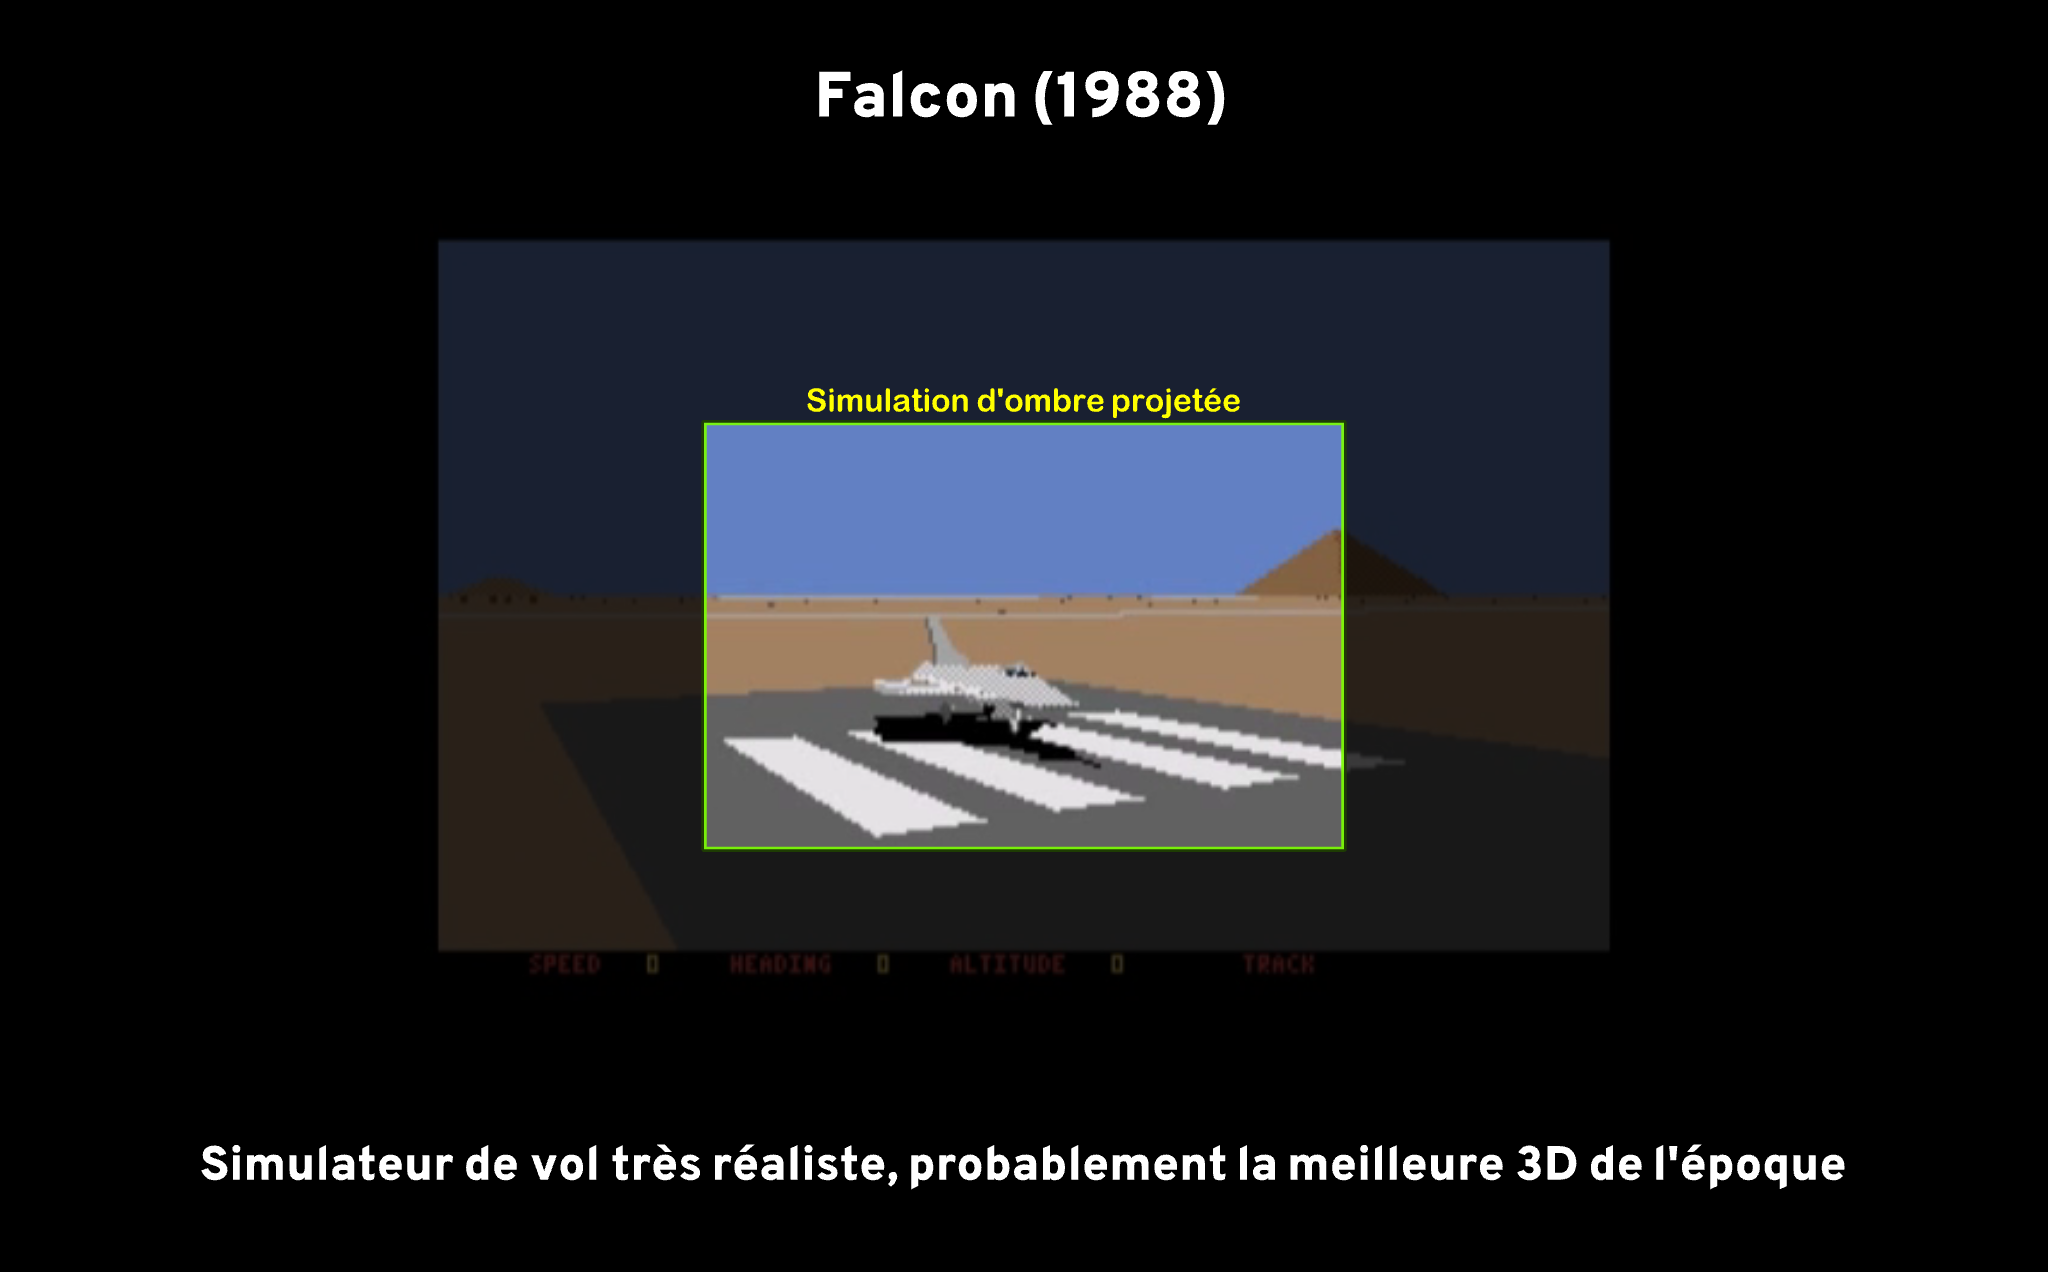 Falcon (1988)
Simulation d'ombre projetée
SPEED 0 HEADING 0 ALTITUDE 0 TRACK
Simulateur de vol très réaliste, probablement la meilleure 3D de l'époque